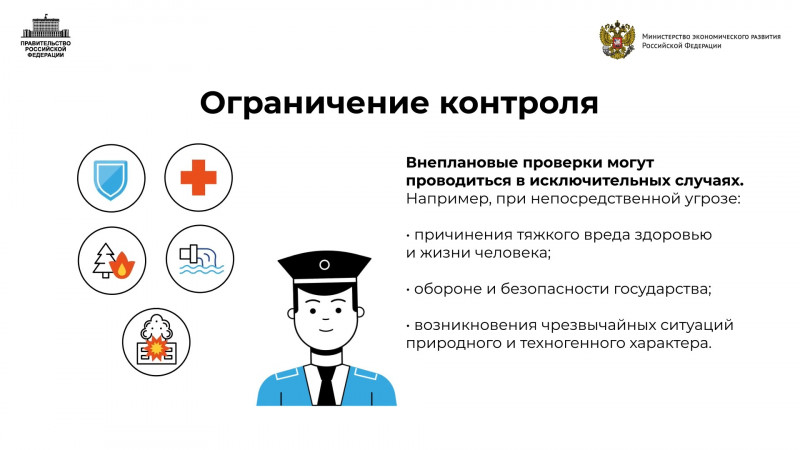 ПРАВИТЕЛЬСТВО
РОССИЙСКОЙ
ФЕДЕРАЦИИ
Министерство экономического развития
Российской Федерации
Ограничение контроля
Внеплановые проверки могут
проводиться в исключительных случаях.
Например, при непосредственной угрозе:
• причинения тяжкого вреда здоровью
и жизни человека;
• обороне и безопасности государства;
• возникновения чрезвычайных ситуаций
природного и техногенного характера.